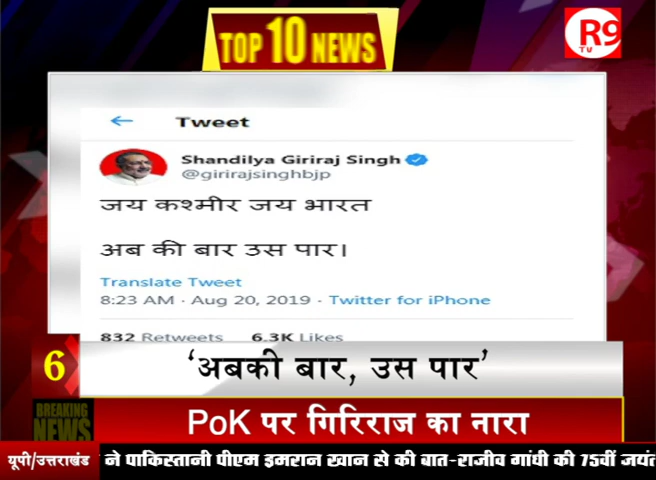 TOP 10 NEWS
R9
TV
← Tweet
Shandilya Giriraj Singh
@girirajsinghbjp
जय कश्मीर जय भारत
अब की बार उस पार।
Translate Tweet
8:23 AM · Aug 20, 2019 · Twitter for iPhone
832 Retweets 6.3K Likes
6 ‘अबकी बार, उस पार’
BREAKING
NEWS
PoK पर गिरिराज का नारा
यूपी/उत्तराखंड ने पाकिस्तानी पीएम इमरान खान से की बात-राजीव गांधी की 75वीं जयंत